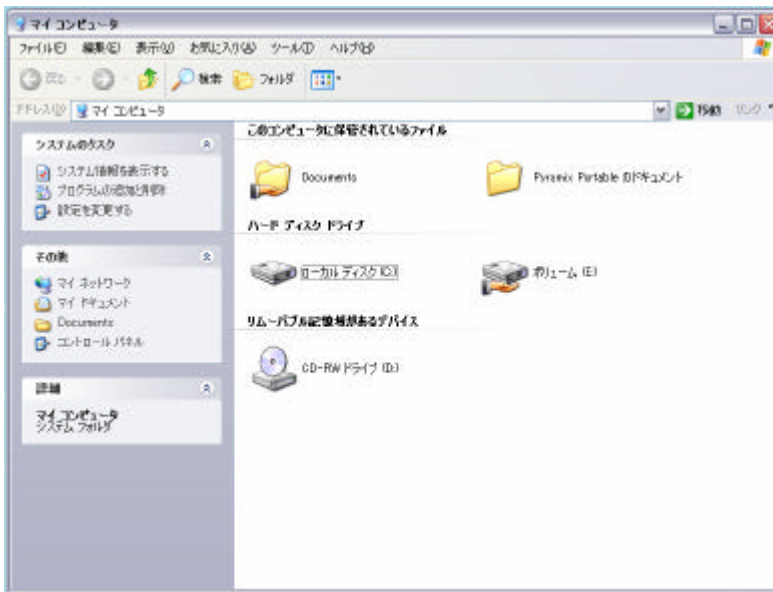 マイ コンピュータ
ファイル(F) 編集(E) 表示(V) お気に入り(A) ツール(T) ヘルプ(H)
戻る 検索 フォルダ
アドレス(D) マイ コンピュータ 移動 リンク
システムのタスク
システム情報を表示する
プログラムの追加と削除
設定を変更する
その他
マイ ネットワーク
マイ ドキュメント
Documents
コントロール パネル
詳細
マイ コンピュータ
システム フォルダ
このコンピュータに保管されているファイル
Documents
Pyramix Portable のドキュメント
ハード ディスク ドライブ
ローカル ディスク (C:)
ボリューム (E)
リムーバブル記憶域があるデバイス
CD-RW ドライブ (D:)